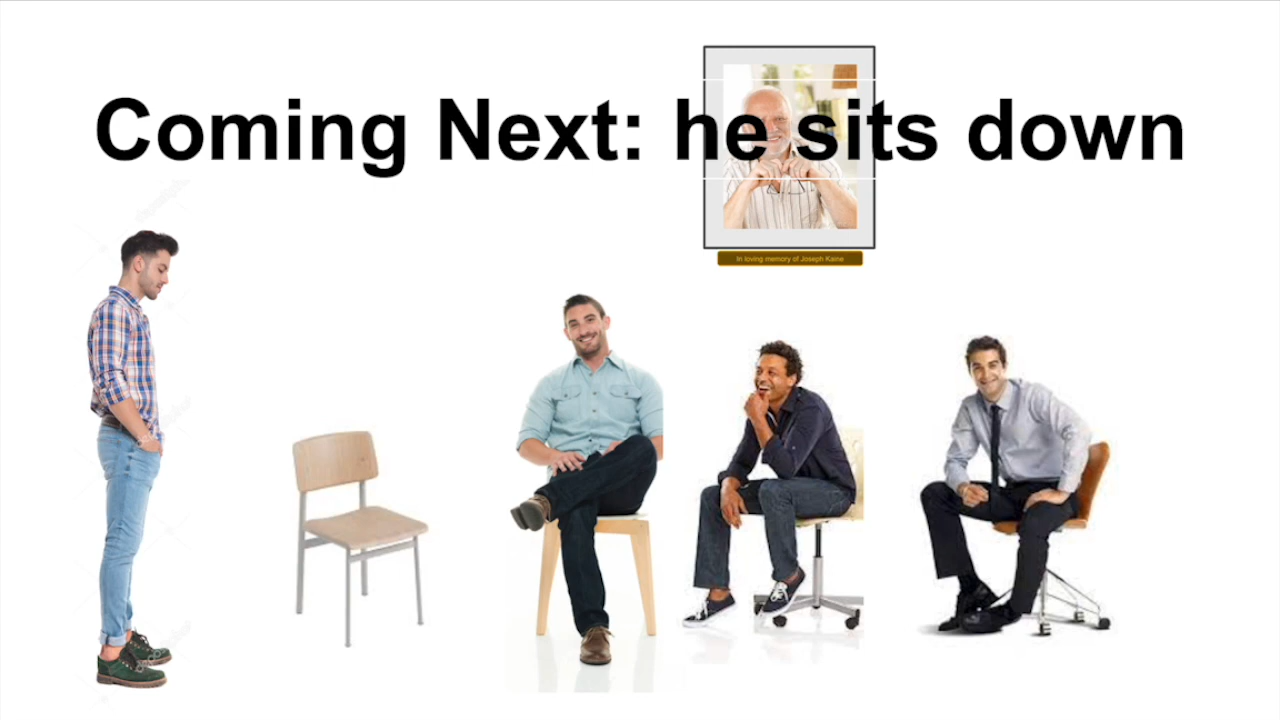 Coming Next: he sits down
In loving memory of Joseph Kaine